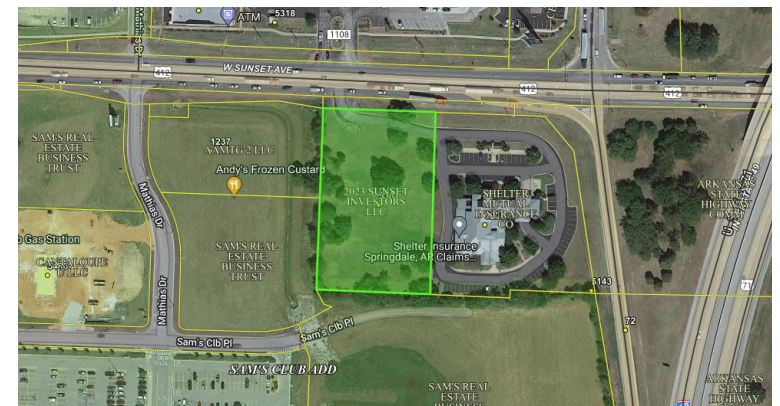 Mathis Dr
ATM
5318
1108
W SUNSET AVE
412
412
412
SAM'S REAL
ESTATE
BUSINESS
TRUST
1237
AAMTG 2 LLC
Andy's Frozen Custard
2023 SUNSET
INVESTORS
LLC
SHELTER
MUTUAL
INSURANCE
CO
ARKANSAS
STATE
HIGHWAY
COMM
Mathias Dr
Shelter Insurance
Springdale, AR Claims...
o Gas Station
CANTALOUPE
U LLC
SAM'S REAL
ESTATE
BUSINESS
TRUST
Mathias Dr
5143
71
72
Sam's Clb Pl
Sam's Clb Pl
SAM'S CLUB ADD
SAM'S REAL
ESTATE
BUSINESS
ARKANSAS
STATE
HIGHWAY